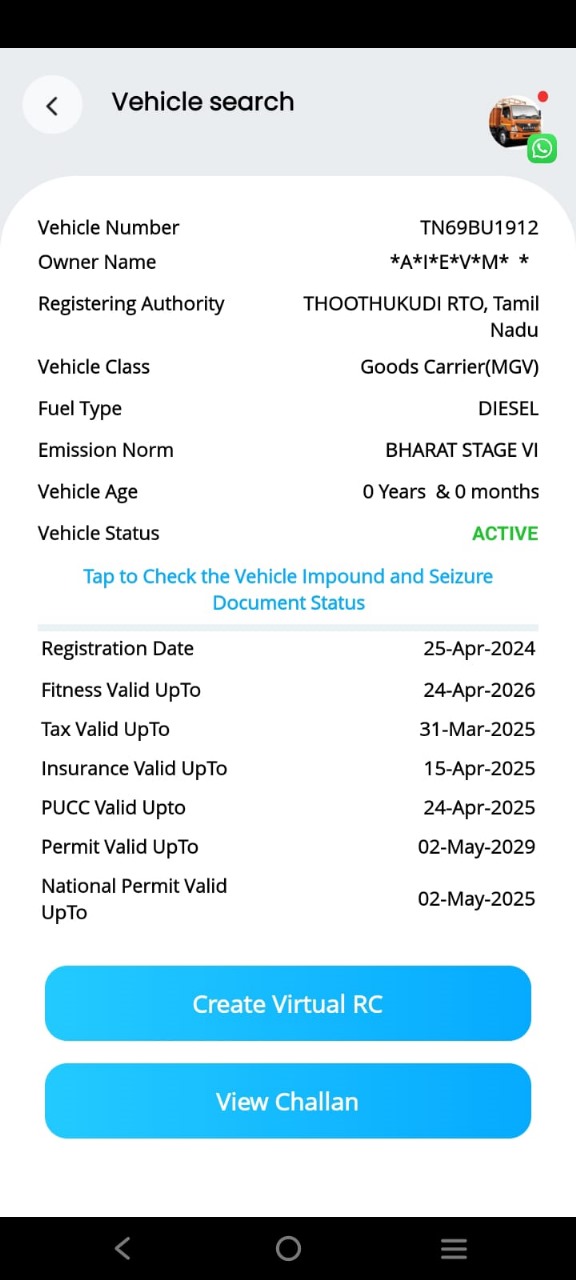 Vehicle search
Vehicle Number TN69BU1912
Owner Name *A*I*E*V*M* *
Registering Authority THOOTHUKUDI RTO, Tamil
Nadu
Vehicle Class Goods Carrier(MGV)
Fuel Type DIESEL
Emission Norm BHARAT STAGE VI
Vehicle Age 0 Years & 0 months
Vehicle Status ACTIVE
Tap to Check the Vehicle Impound and Seizure
Document Status
Registration Date 25-Apr-2024
Fitness Valid UpTo 24-Apr-2026
Tax Valid UpTo 31-Mar-2025
Insurance Valid UpTo 15-Apr-2025
PUCC Valid Upto 24-Apr-2025
Permit Valid UpTo 02-May-2029
National Permit Valid
UpTo 02-May-2025
Create Virtual RC
View Challan